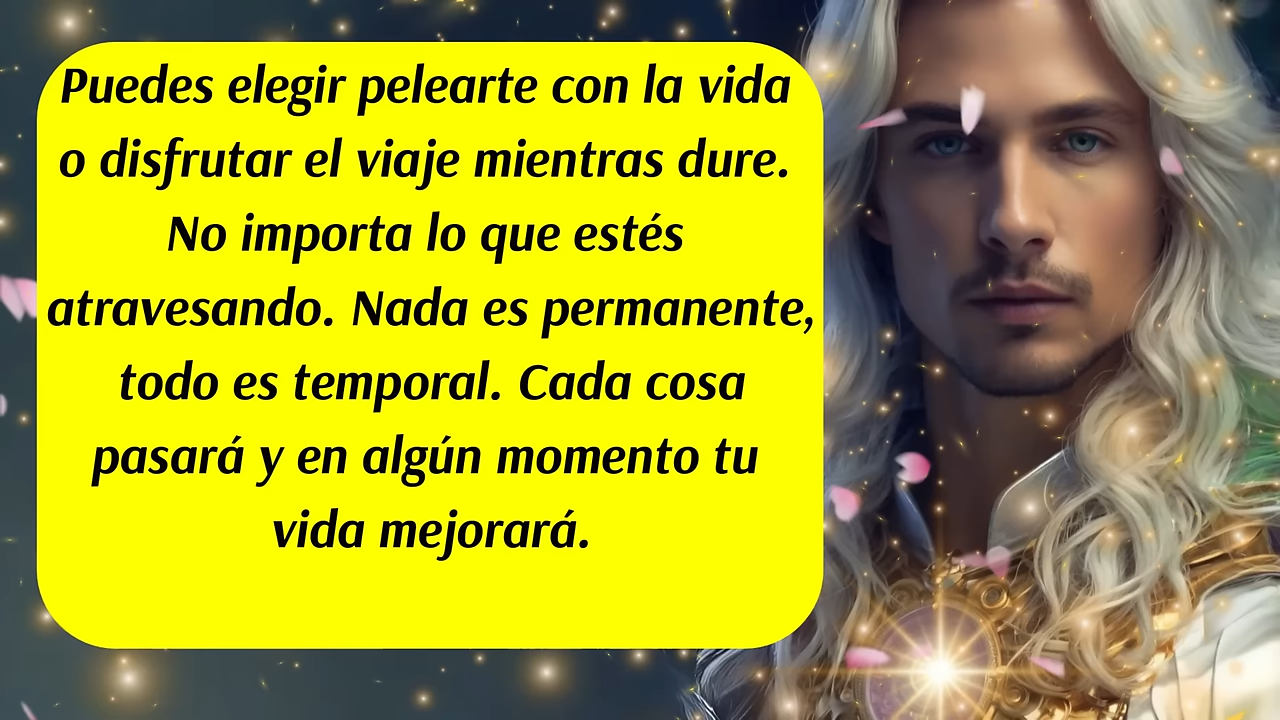 Puedes elegir pelearte con la vida
o disfrutar el viaje mientras dure.
No importa lo que estés
atravesando. Nada es permanente,
todo es temporal. Cada cosa
pasará y en algún momento tu
vida mejorará.